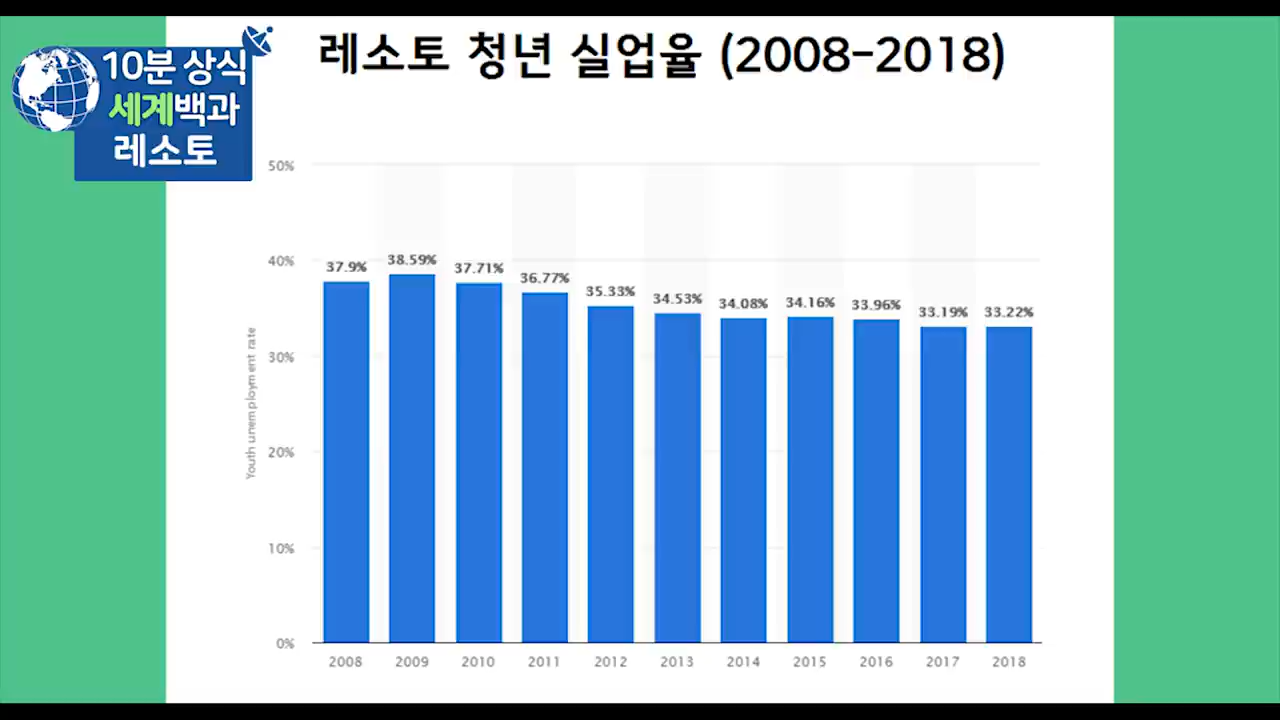 10분 상식
세계백과
레소토
레소토 청년 실업율 (2008-2018)
Youth unemployment rate
50%
40%
30%
20%
10%
0%
37.9%
38.59%
37.71%
36.77%
35.33%
34.53%
34.08%
34.16%
33.96%
33.19%
33.22%
2008 2009 2010 2011 2012 2013 2014 2015 2016 2017 2018